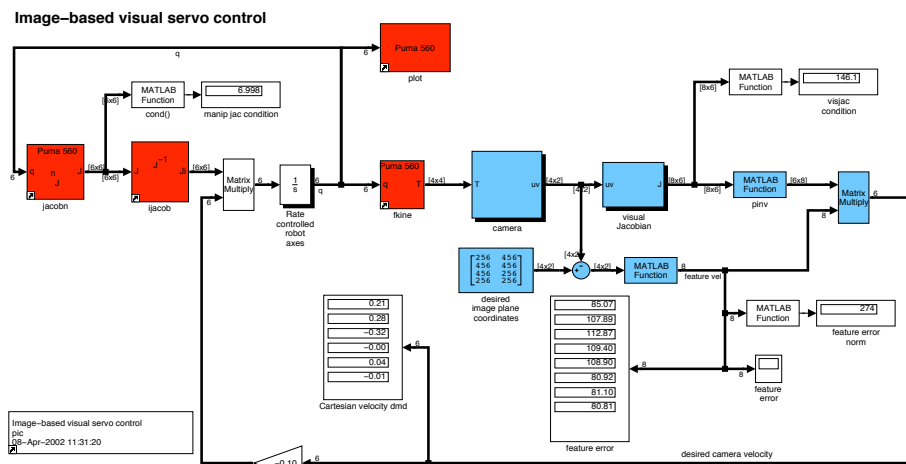 Image–based visual servo control
q
6
Puma 560
6
plot
[6x6]
MATLAB
Function
cond()
6.998
manip jac condition
[8x6]
MATLAB
Function
146.1
visjac
condition
Puma 560
6
q
n
J
J
jacobn
[6x6]
[6x6]
J
J–1
Ji
ijacob
[6x6]
6
Matrix
Multiply
6
1
s
6
q
Rate
controlled
robot
axes
Puma 560
6
q
T
fkine
[4x4]
T
uv
camera
[4x2]
[4x2]
uv
J
visual
Jacobian
[8x6]
[8x6]
MATLAB
Function
pinv
[6x8]
8
Matrix
Multiply
6
256 456
456 456
456 256
256 256
desired
image plane
coordinates
[4x2]
[4x2]
+
–
[4x2]
MATLAB
Function
8
feature vel
8
MATLAB
Function
274
feature error
norm
8
feature
error
0.21
0.28
–0.32
–0.00
0.04
–0.01
6
Cartesian velocity dmd
85.07
107.89
112.87
109.40
108.90
80.92
81.10
80.81
8
feature error
Image–based visual servo control
pic
08–Apr–2002 11:31:20
–0.10
6
desired camera velocity